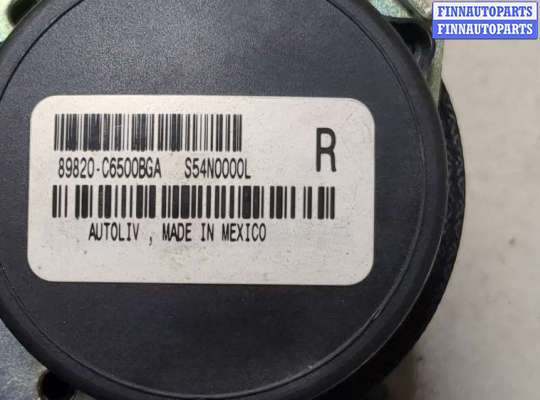 FINNAUTOPARTS
FINNAUTOPARTS
R
89820-C6500BGA S54N0000L
AUTOLIV , MADE IN MEXICO